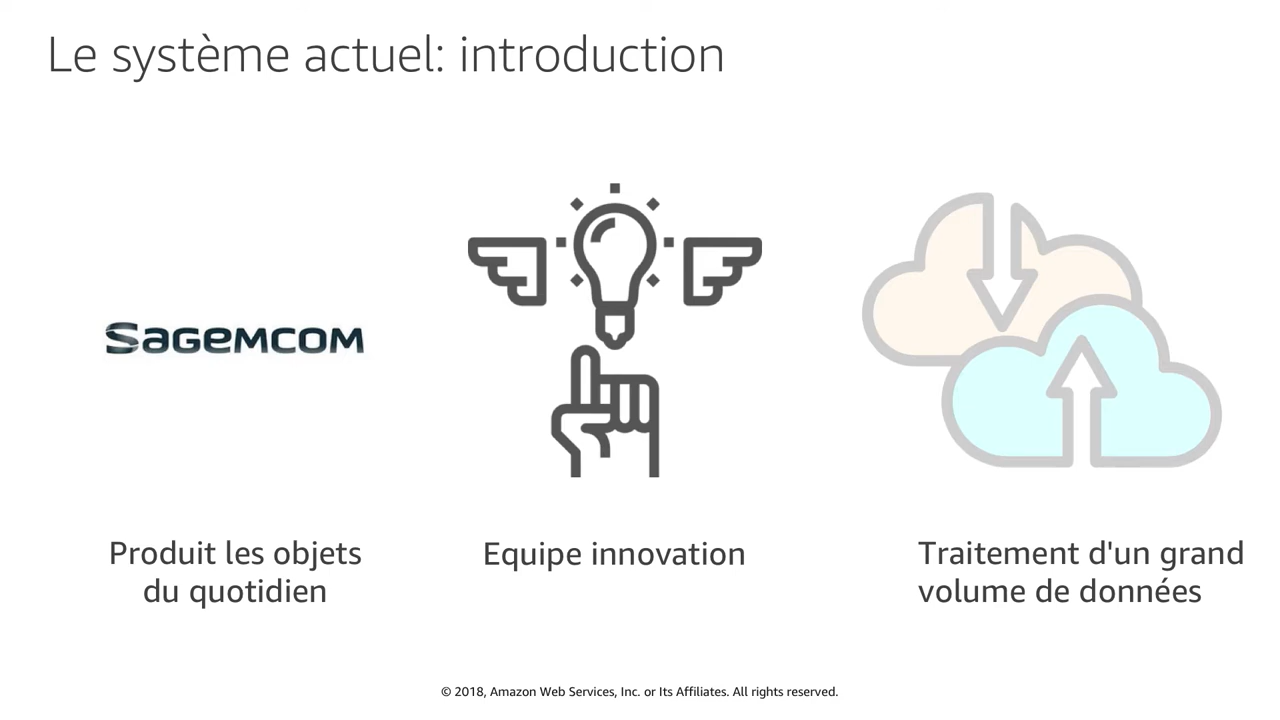 Le système actuel: introduction
SAGEMCOM
Produit les objets
du quotidien
Equipe innovation
Traitement d'un grand
volume de données
© 2018, Amazon Web Services, Inc. or Its Affiliates. All rights reserved.